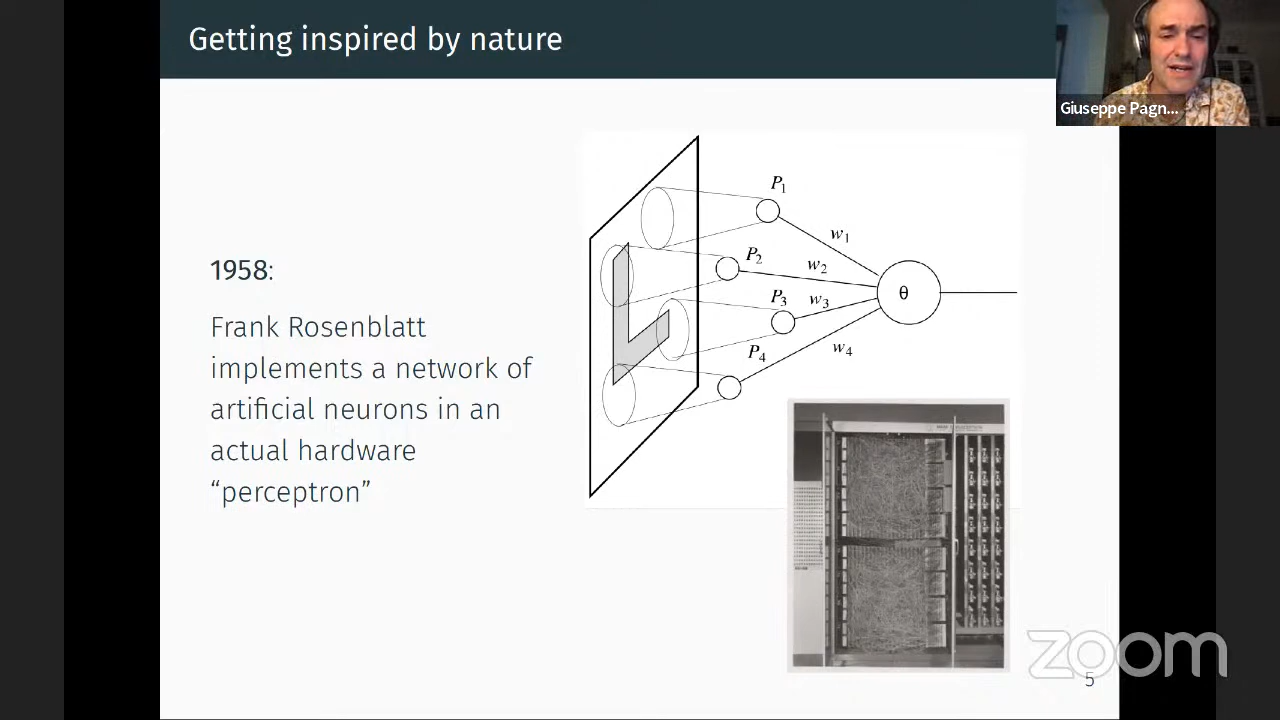 Getting inspired by nature
Giuseppe Pagn...
1958:
Frank Rosenblatt
implements a network of
artificial neurons in an
actual hardware
“perceptron”
P1
w1
P2
w2
θ
P3
w3
P4
w4
zoom
5